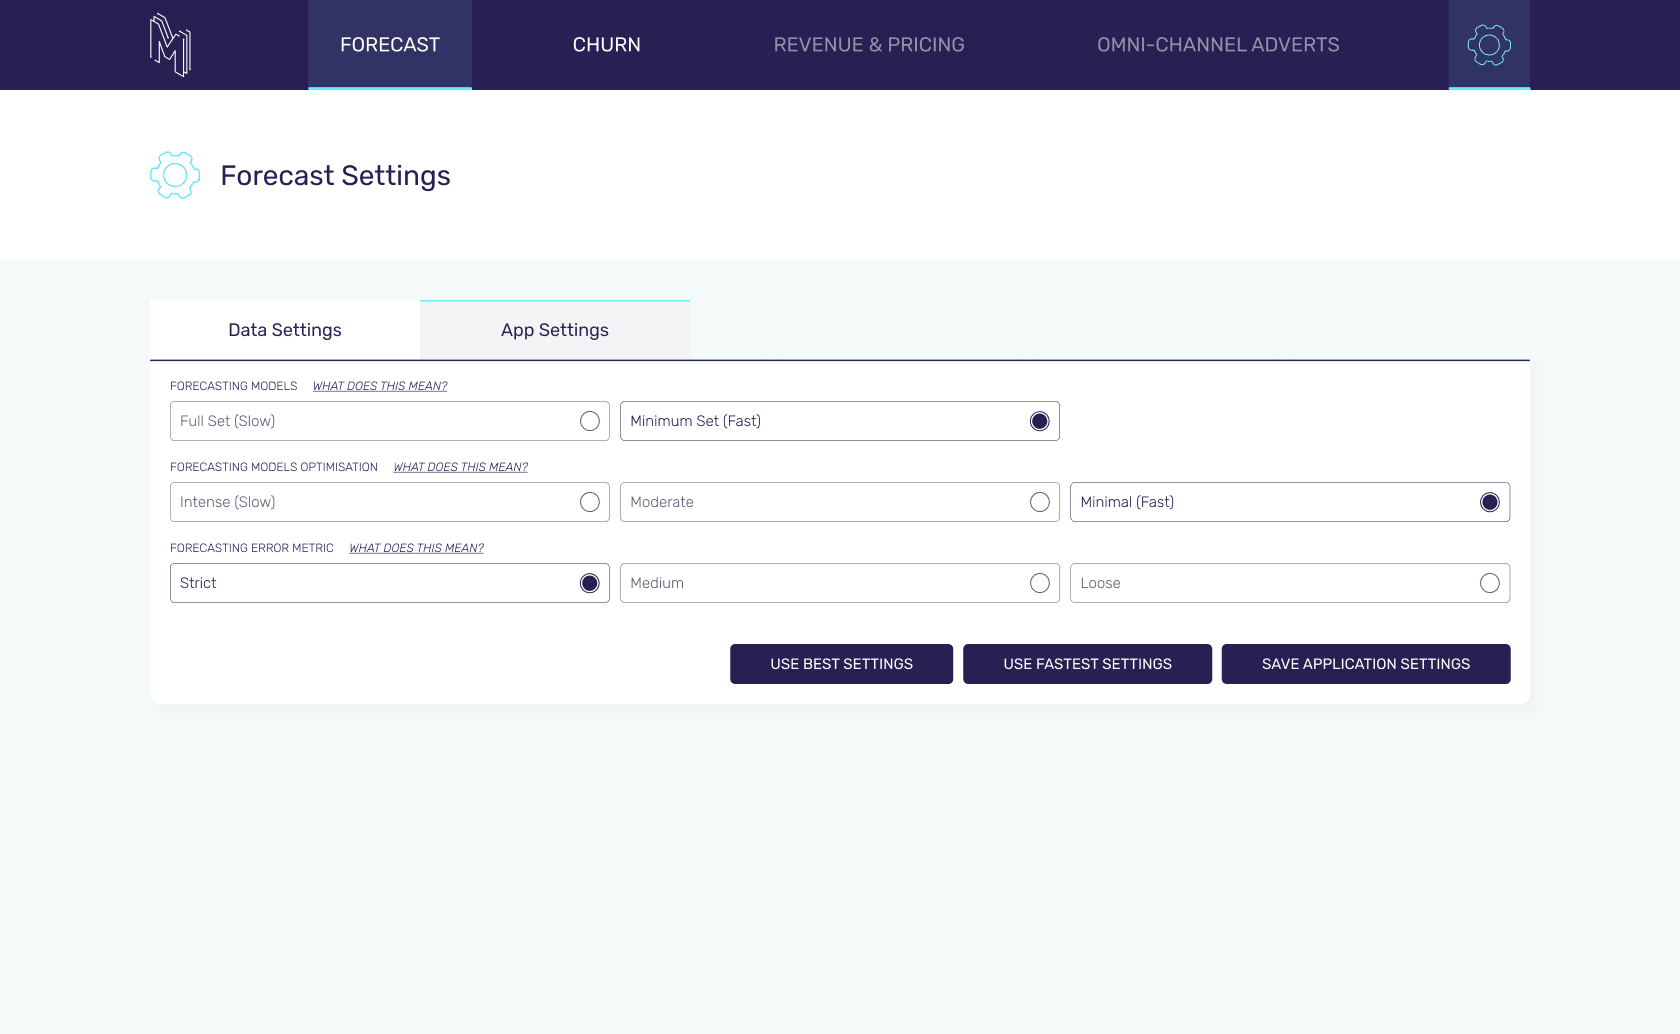 FORECAST CHURN REVENUE & PRICING OMNI-CHANNEL ADVERTS
Forecast Settings
Data Settings App Settings
FORECASTING MODELS WHAT DOES THIS MEAN?
Full Set (Slow) Minimum Set (Fast)
FORECASTING MODELS OPTIMISATION WHAT DOES THIS MEAN?
Intense (Slow) Moderate Minimal (Fast)
FORECASTING ERROR METRIC WHAT DOES THIS MEAN?
Strict Medium Loose
USE BEST SETTINGS USE FASTEST SETTINGS SAVE APPLICATION SETTINGS